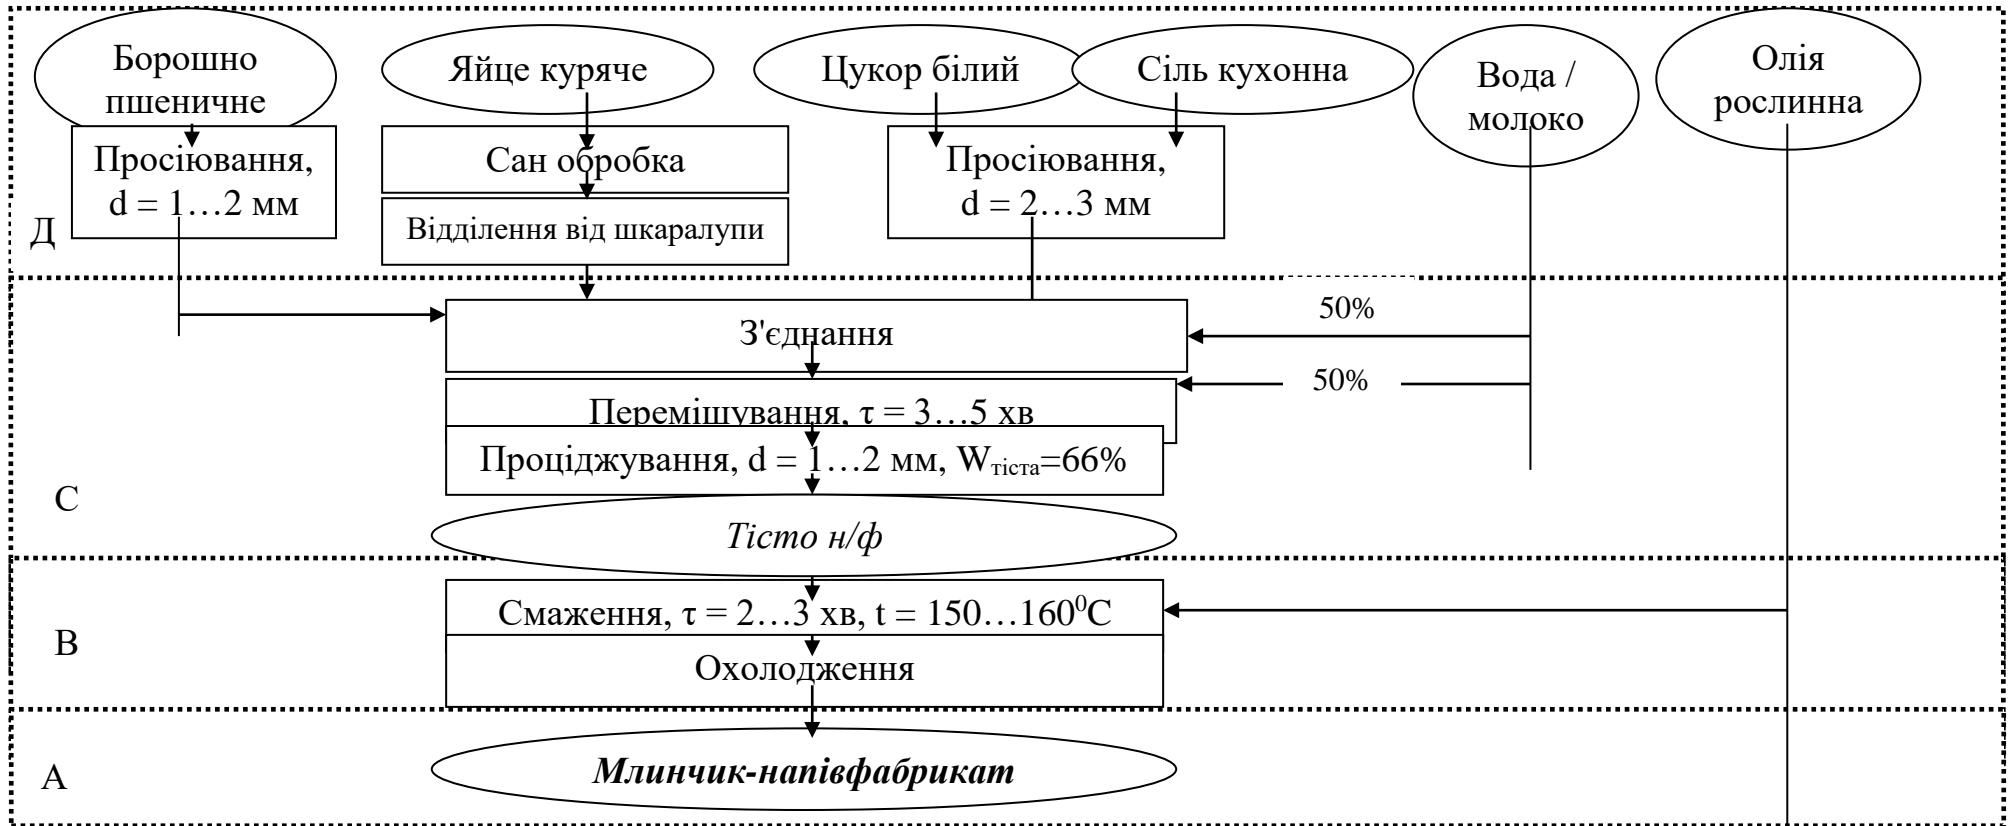 Борошно
пшеничне
Яйце куряче
Цукор білий
Сіль кухонна
Вода /
молоко
Олія
рослинна
Просіювання,
d = 1…2 мм
Сан обробка
Відділення від шкаралупи
Просіювання,
d = 2…3 мм
Д
З'єднання
50%
50%
Перемішування, τ = 3…5 хв
Проціджування, d = 1…2 мм, Wтіста=66%
С
Тісто н/ф
Смаження, τ = 2…3 хв, t = 150…160⁰С
В
Охолодження
А
Млинчик-напівфабрикат